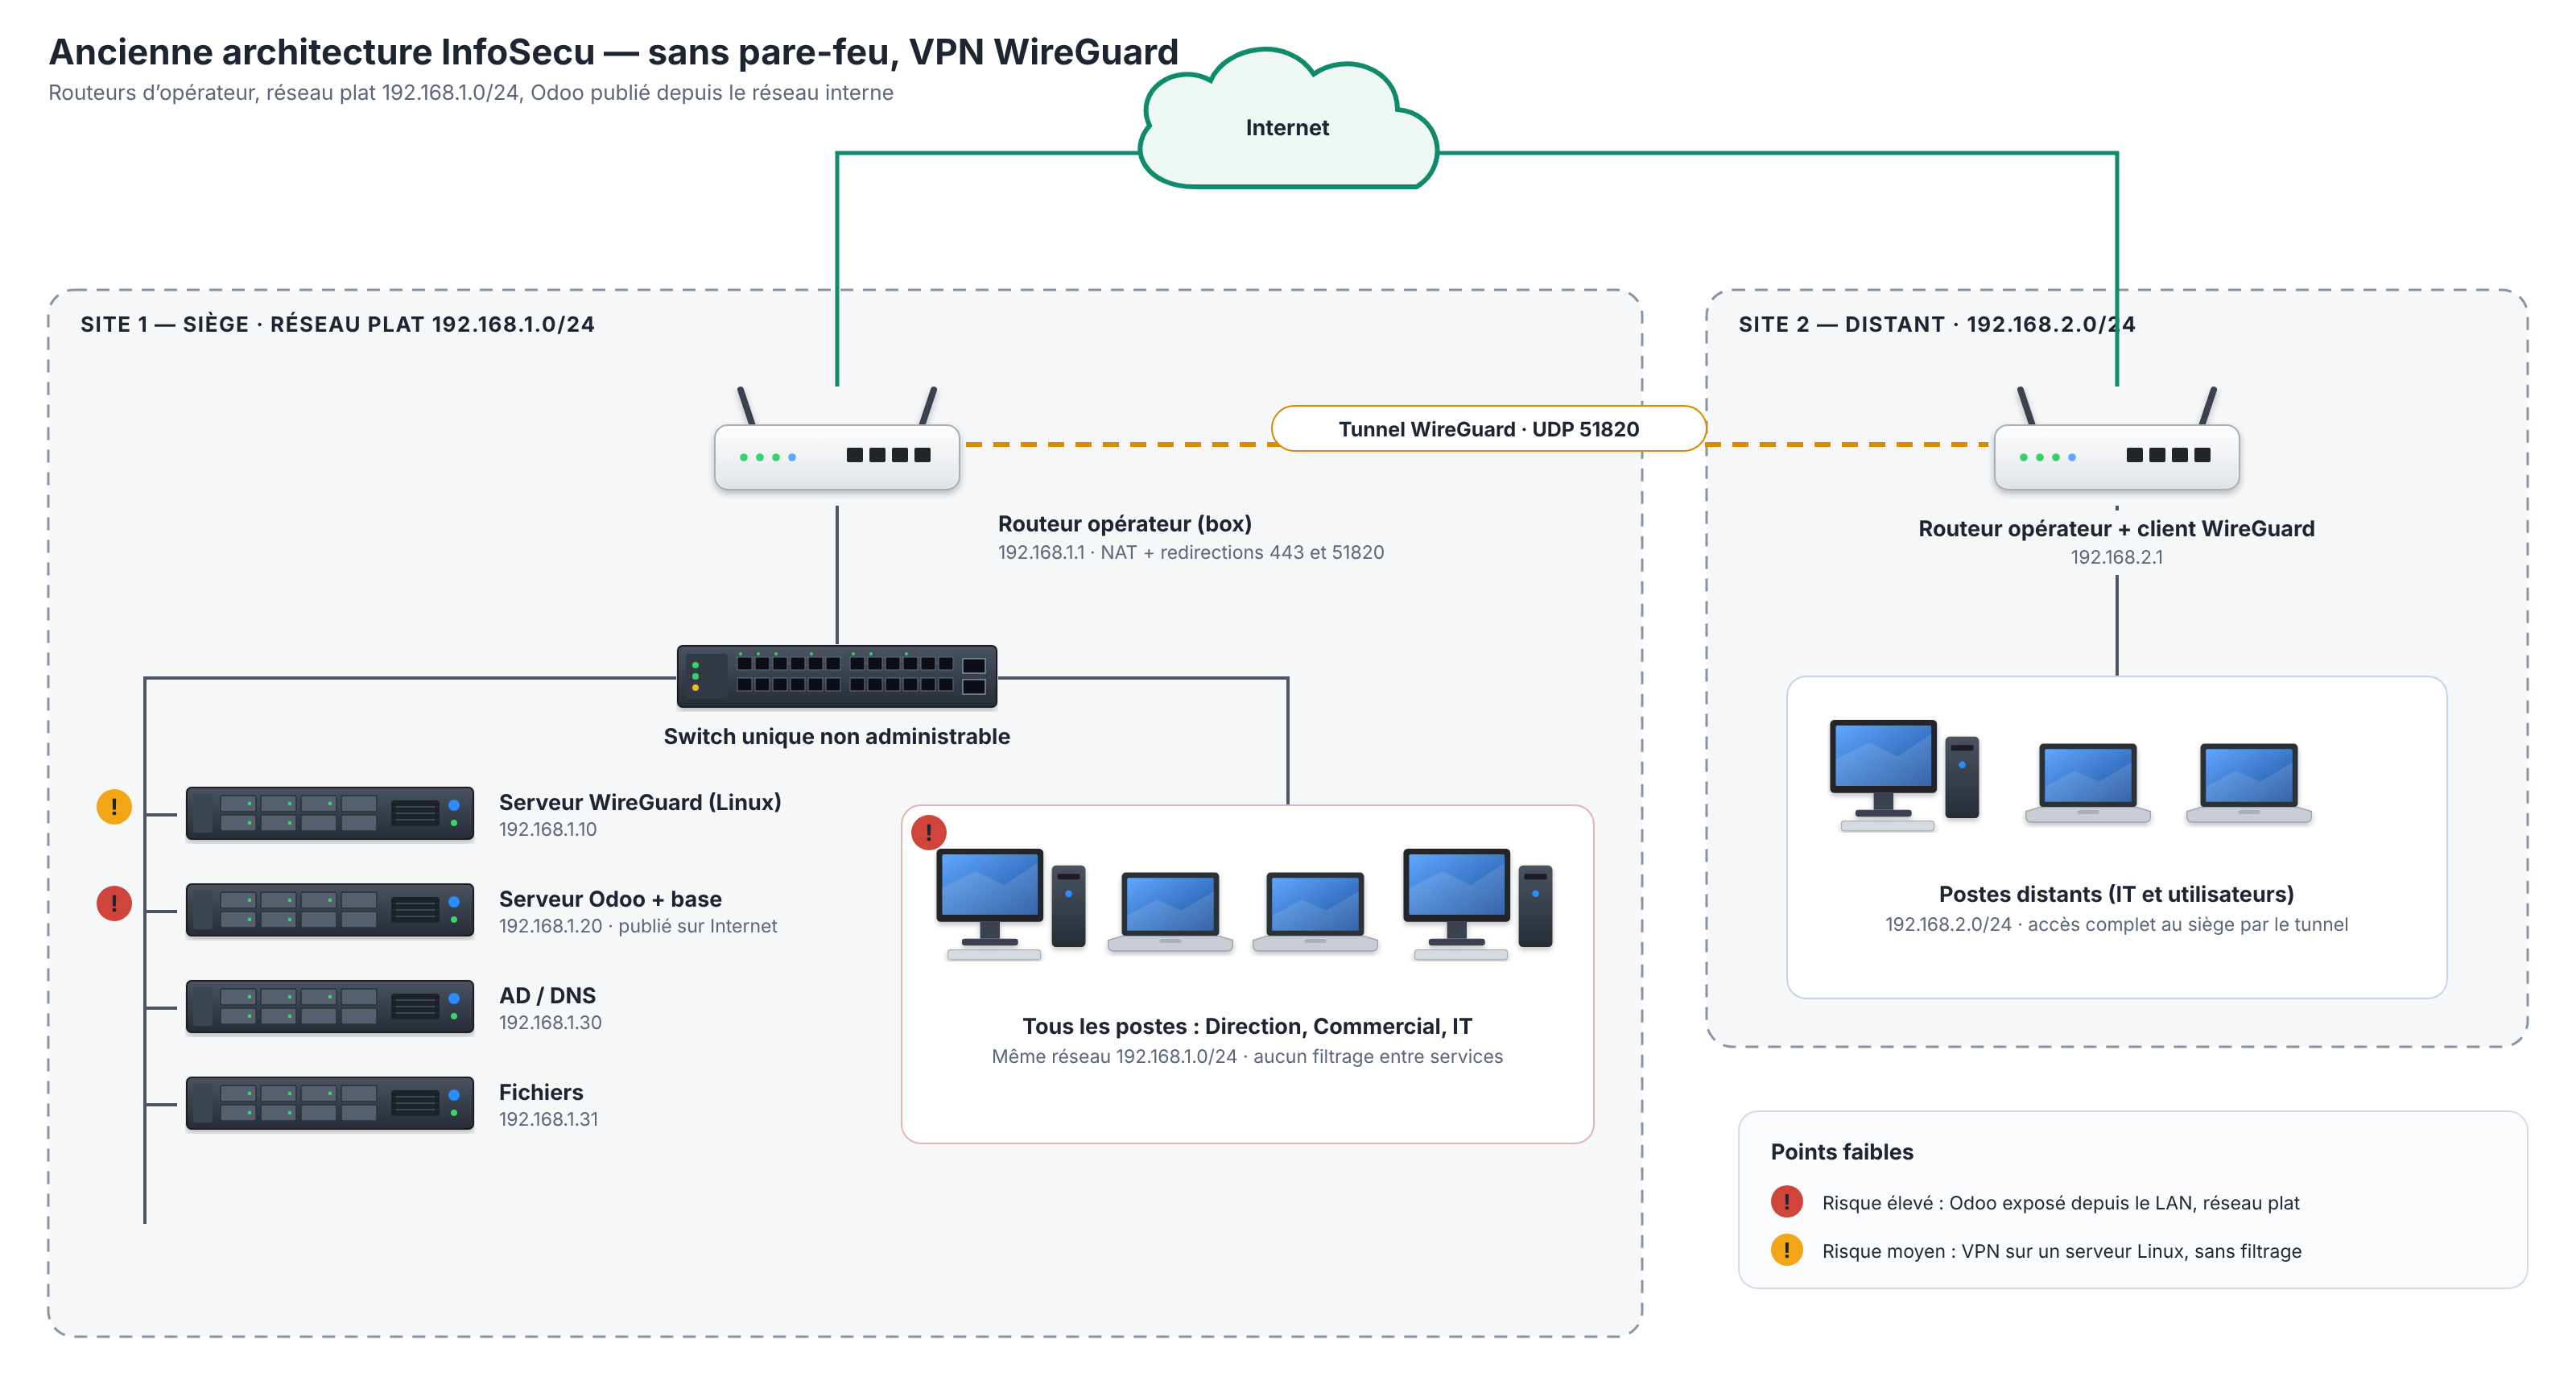 Ancienne architecture InfoSecu — sans pare-feu, VPN WireGuard
Routeurs d’opérateur, réseau plat 192.168.1.0/24, Odoo publié depuis le réseau interne
Internet
SITE 1 — SIÈGE · RÉSEAU PLAT 192.168.1.0/24
SITE 2 — DISTANT · 192.168.2.0/24
Tunnel WireGuard · UDP 51820
Routeur opérateur (box)
192.168.1.1 · NAT + redirections 443 et 51820
Routeur opérateur + client WireGuard
192.168.2.1
Switch unique non administrable
!
Serveur WireGuard (Linux)
192.168.1.10
!
Serveur Odoo + base
192.168.1.20 · publié sur Internet
AD / DNS
192.168.1.30
Fichiers
192.168.1.31
!
Tous les postes : Direction, Commercial, IT
Même réseau 192.168.1.0/24 · aucun filtrage entre services
Postes distants (IT et utilisateurs)
192.168.2.0/24 · accès complet au siège par le tunnel
Points faibles
! Risque élevé : Odoo exposé depuis le LAN, réseau plat
! Risque moyen : VPN sur un serveur Linux, sans filtrage